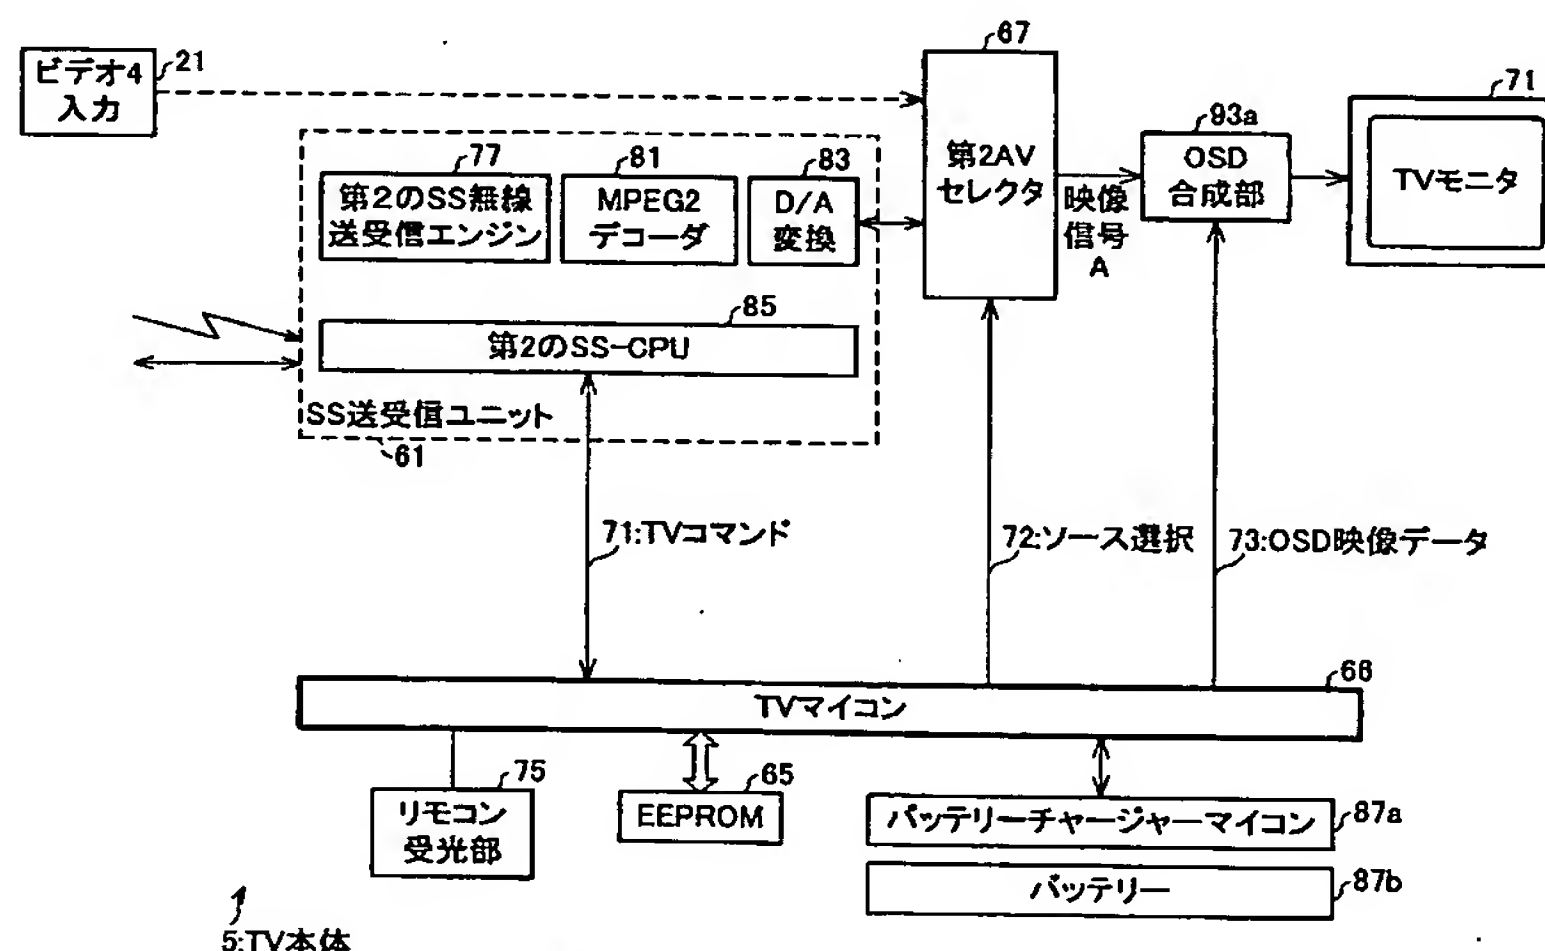 ビデオ4
入力
21
67
第2AV
セレクタ
93a
OSD
合成部
71
TVモニタ
映像
信号
A
77
第2のSS無線
送受信エンジン
81
MPEG2
デコーダ
83
D/A
変換
85
第2のSS-CPU
SS送受信ユニット
61
71:TVコマンド
72:ソース選択
73:OSD映像データ
66
TVマイコン
75
リモコン
受光部
65
EEPROM
バッテリーチャージャーマイコン
87a
バッテリー
87b
5:TV本体